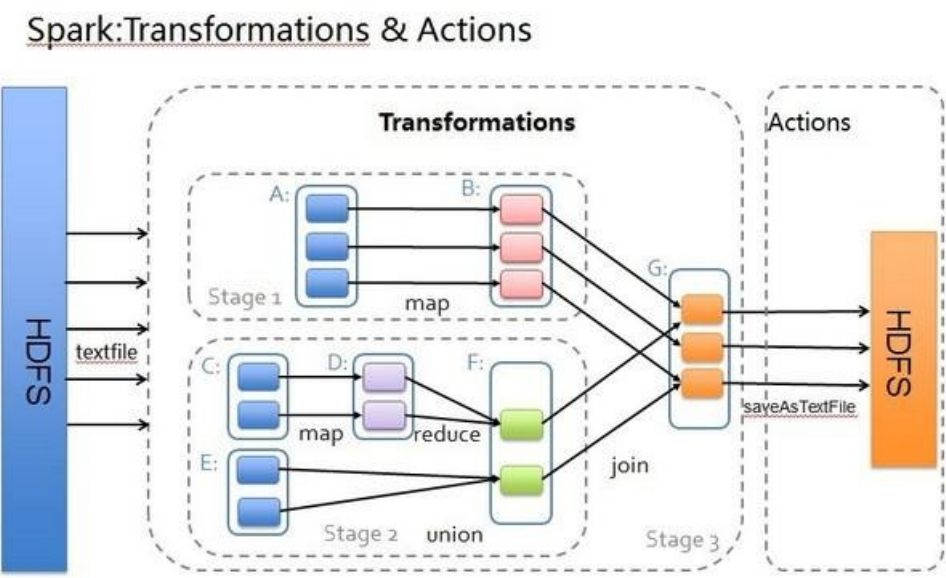 Spark:Transformations & Actions
Transformations
Actions
A:
B:
Stage 1
map
G:
HDFS
textfile
HDFS
C:
D:
F:
map
reduce
saveAsTextFile
E:
join
Stage 2
union
Stage 3